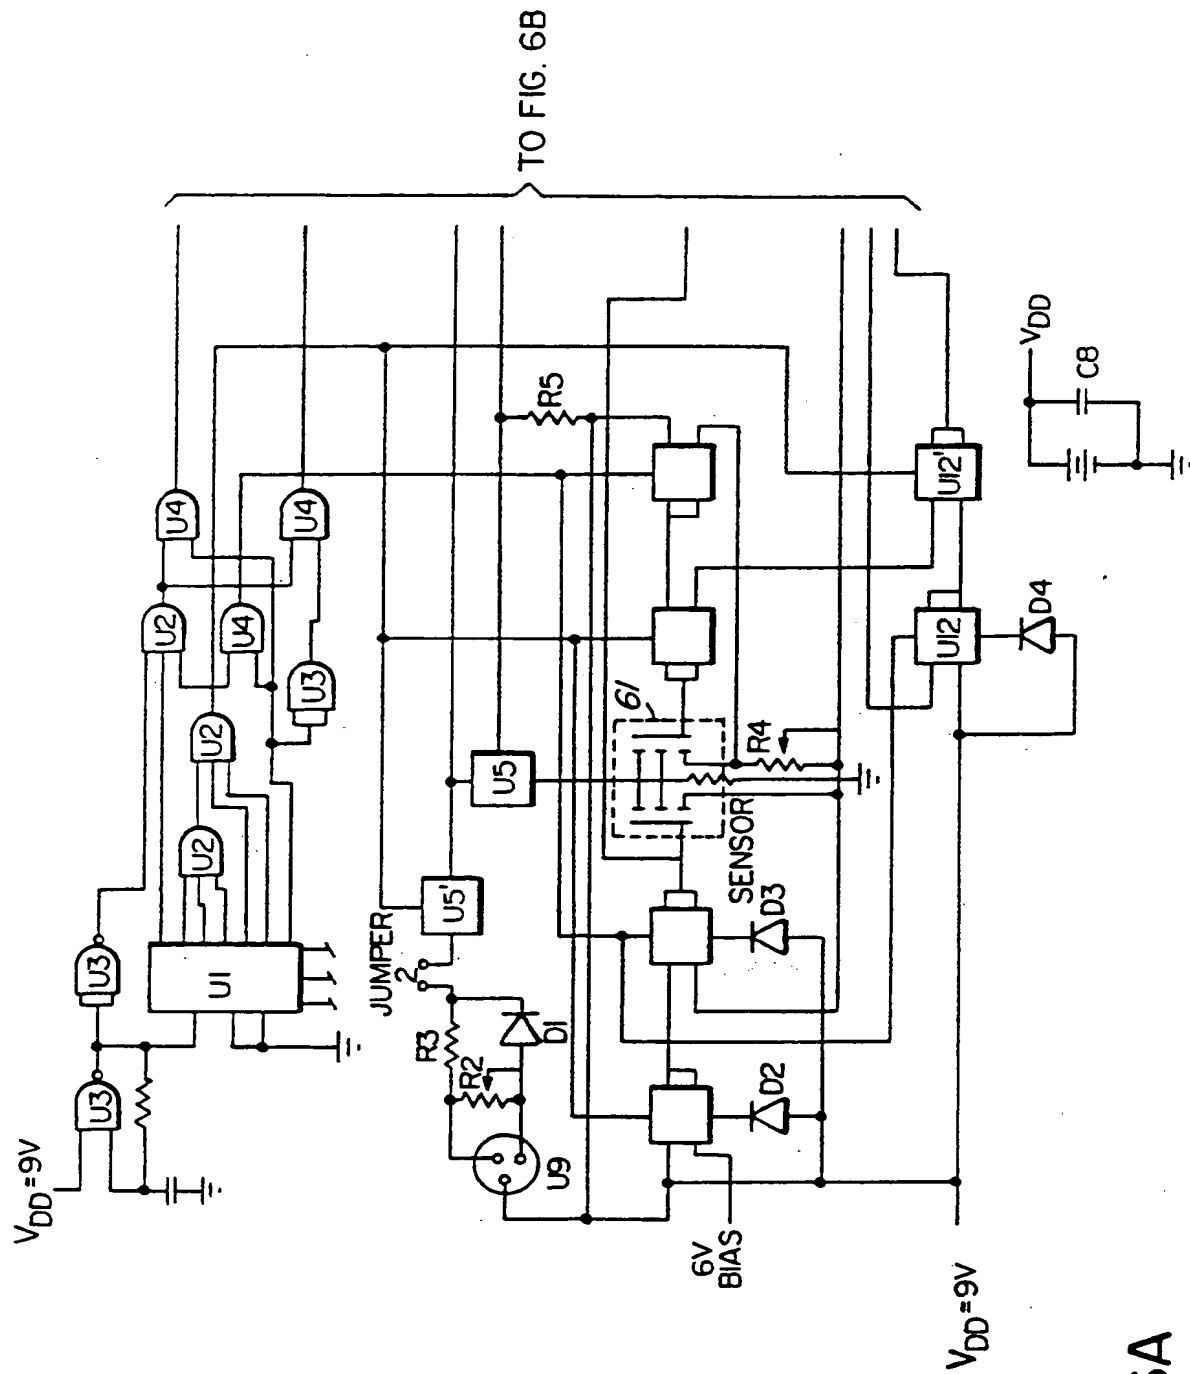 VDD=9V
U3
U3
U1
U2
U2
U2
U4
U3
U4
U4
TO FIG. 6B
JUMPER
2
U5'
U5
R3
R2
D1
U9
R5
61
SENSOR
R4
D3
D2
6V
BIAS
VDD=9V
U12
U12'
D4
VDD
C8